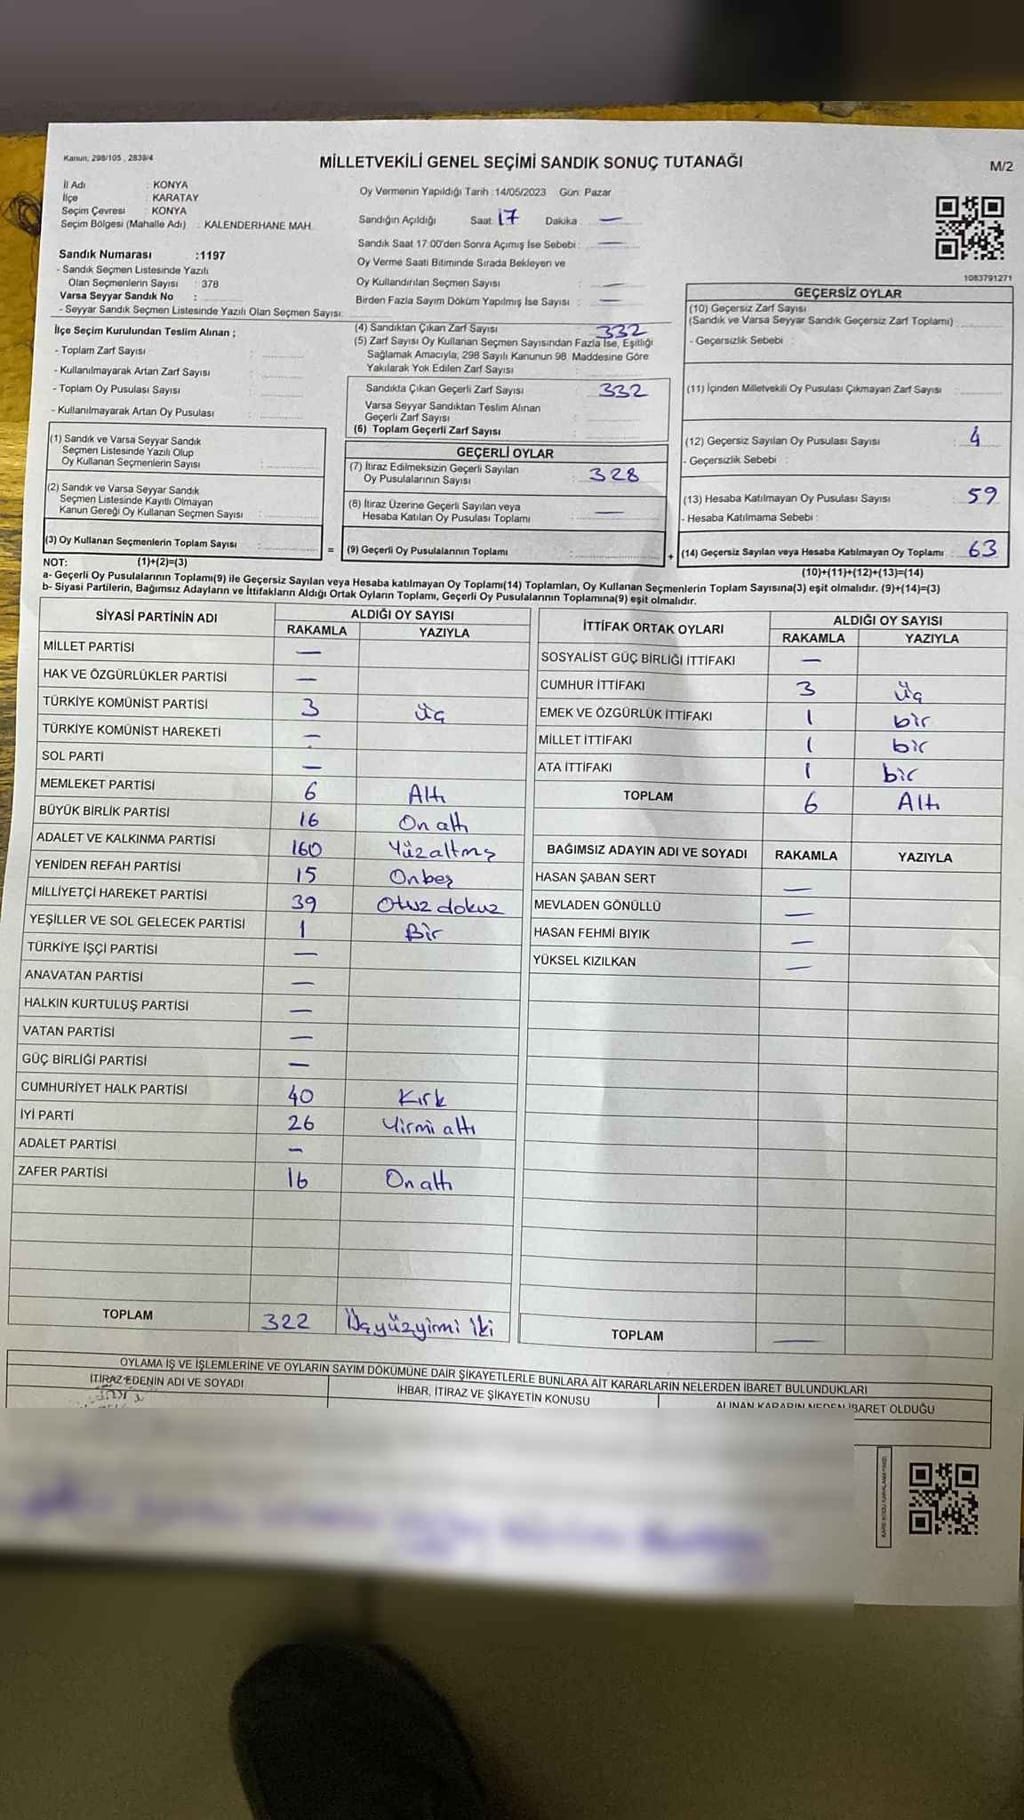 Kanun, 298/105 , 2839/4
MİLLETVEKİLİ GENEL SEÇİMİ SANDIK SONUÇ TUTANAĞI
M/2
İl Adı : KONYA
İlçe : KARATAY
Seçim Çevresi : KONYA
Seçim Bölgesi (Mahalle Adı) : KALENDERHANE MAH.
Sandık Numarası :1197
- Sandık Seçmen Listesinde Yazılı
Olan Seçmenlerin Sayısı : 378
Varsa Seyyar Sandık No :
- Seyyar Sandık Seçmen Listesinde Yazılı Olan Seçmen Sayısı:
Oy Vermenin Yapıldığı Tarih :14/05/2023 Gün: Pazar
Sandığın Açıldığı Saat 17 Dakika : —
Sandık Saat 17.00'den Sonra Açımış İse Sebebi : —
Oy Verme Saati Bitiminde Sırada Bekleyen ve
Oy Kullandırılan Seçmen Sayısı : —
Birden Fazla Sayım Döküm Yapılmış İse Sayısı : —
1083791271
İlçe Seçim Kurulundan Teslim Alınan ;
- Toplam Zarf Sayısı :
- Kullanılmayarak Artan Zarf Sayısı :
- Toplam Oy Pusulası Sayısı :
- Kullanılmayarak Artan Oy Pusulası :
(4) Sandıktan Çıkan Zarf Sayısı : 332
(5) Zarf Sayısı Oy Kullanan Seçmen Sayısından Fazla İse, Eşitliği
Sağlamak Amacıyla, 298 Sayılı Kanunun 98. Maddesine Göre
Yakılarak Yok Edilen Zarf Sayısı :
Sandıkta Çıkan Geçerli Zarf Sayısı : 332
Varsa Seyyar Sandıktan Teslim Alınan
Geçerli Zarf Sayısı :
(6) Toplam Geçerli Zarf Sayısı :
GEÇERSİZ OYLAR
(10) Geçersiz Zarf Sayısı
(Sandık ve Varsa Seyyar Sandık Geçersiz Zarf Toplamı) :
- Geçersizlik Sebebi :
(11) İçinden Milletvekili Oy Pusulası Çıkmayan Zarf Sayısı :
(12) Geçersiz Sayılan Oy Pusulası Sayısı : 4
- Geçersizlik Sebebi :
(13) Hesaba Katılmayan Oy Pusulası Sayısı : 59
- Hesaba Katılmama Sebebi :
(14) Geçersiz Sayılan veya Hesaba Katılmayan Oy Toplamı : 63
(10)+(11)+(12)+(13)=(14)
(1) Sandık ve Varsa Seyyar Sandık
Seçmen Listesinde Yazılı Olup
Oy Kullanan Seçmenlerin Sayısı :
(2) Sandık ve Varsa Seyyar Sandık
Seçmen Listesinde Kayıtlı Olmayan
Kanun Gereği Oy Kullanan Seçmen Sayısı :
(3) Oy Kullanan Seçmenlerin Toplam Sayısı :
(1)+(2)=(3)
GEÇERLİ OYLAR
(7) İtiraz Edilmeksizin Geçerli Sayılan
Oy Pusulalarının Sayısı : 328
(8) İtiraz Üzerine Geçerli Sayılan veya
Hesaba Katılan Oy Pusulası Toplamı : —
= (9) Geçerli Oy Pusulalarının Toplamı : +
NOT:
a- Geçerli Oy Pusulalarının Toplamı(9) ile Geçersiz Sayılan veya Hesaba katılmayan Oy Toplamı(14) Toplamları, Oy Kullanan Seçmenlerin Toplam Sayısına(3) eşit olmalıdır. (9)+(14)=(3)
b- Siyasi Partilerin, Bağımsız Adayların ve İttifakların Aldığı Ortak Oyların Toplamı, Geçerli Oy Pusulalarının Toplamına(9) eşit olmalıdır.
SİYASİ PARTİNİN ADI ALDIĞI OY SAYISI
RAKAMLA YAZIYLA
MİLLET PARTİSİ —
HAK VE ÖZGÜRLÜKLER PARTİSİ —
TÜRKİYE KOMÜNİST PARTİSİ 3 Üç
TÜRKİYE KOMÜNİST HAREKETİ —
SOL PARTİ —
MEMLEKET PARTİSİ 6 Altı
BÜYÜK BİRLİK PARTİSİ 16 On altı
ADALET VE KALKINMA PARTİSİ 160 Yüzaltmş
YENİDEN REFAH PARTİSİ 15 Onbeş
MİLLİYETÇİ HAREKET PARTİSİ 39 Otuz dokuz
YEŞİLLER VE SOL GELECEK PARTİSİ 1 Bir
TÜRKİYE İŞÇİ PARTİSİ —
ANAVATAN PARTİSİ —
HALKIN KURTULUŞ PARTİSİ —
VATAN PARTİSİ —
GÜÇ BİRLİĞİ PARTİSİ —
CUMHURİYET HALK PARTİSİ 40 Kırk
İYİ PARTİ 26 Yirmi altı
ADALET PARTİSİ —
ZAFER PARTİSİ 16 On altı
TOPLAM 322 Üçyüzyirmi iki
İTTİFAK ORTAK OYLARI ALDIĞI OY SAYISI
RAKAMLA YAZIYLA
SOSYALİST GÜÇ BİRLİĞİ İTTİFAKI —
CUMHUR İTTİFAKI 3 Üç
EMEK VE ÖZGÜRLÜK İTTİFAKI 1 bir
MİLLET İTTİFAKI 1 bir
ATA İTTİFAKI 1 bir
TOPLAM 6 Altı
BAĞIMSIZ ADAYIN ADI VE SOYADI RAKAMLA YAZIYLA
HASAN ŞABAN SERT —
MEVLADEN GÖNÜLLÜ —
HASAN FEHMİ BIYIK —
YÜKSEL KIZILKAN —
TOPLAM —
OYLAMA İŞ VE İŞLEMLERİNE VE OYLARIN SAYIM DÖKÜMÜNE DAİR ŞİKAYETLERLE BUNLARA AİT KARARLARIN NELERDEN İBARET BULUNDUKLARI
İTİRAZ EDENİN ADI VE SOYADI
İHBAR, İTİRAZ VE ŞİKAYETİN KONUSU
ALINAN KARARIN NEDEN İBARET OLDUĞU